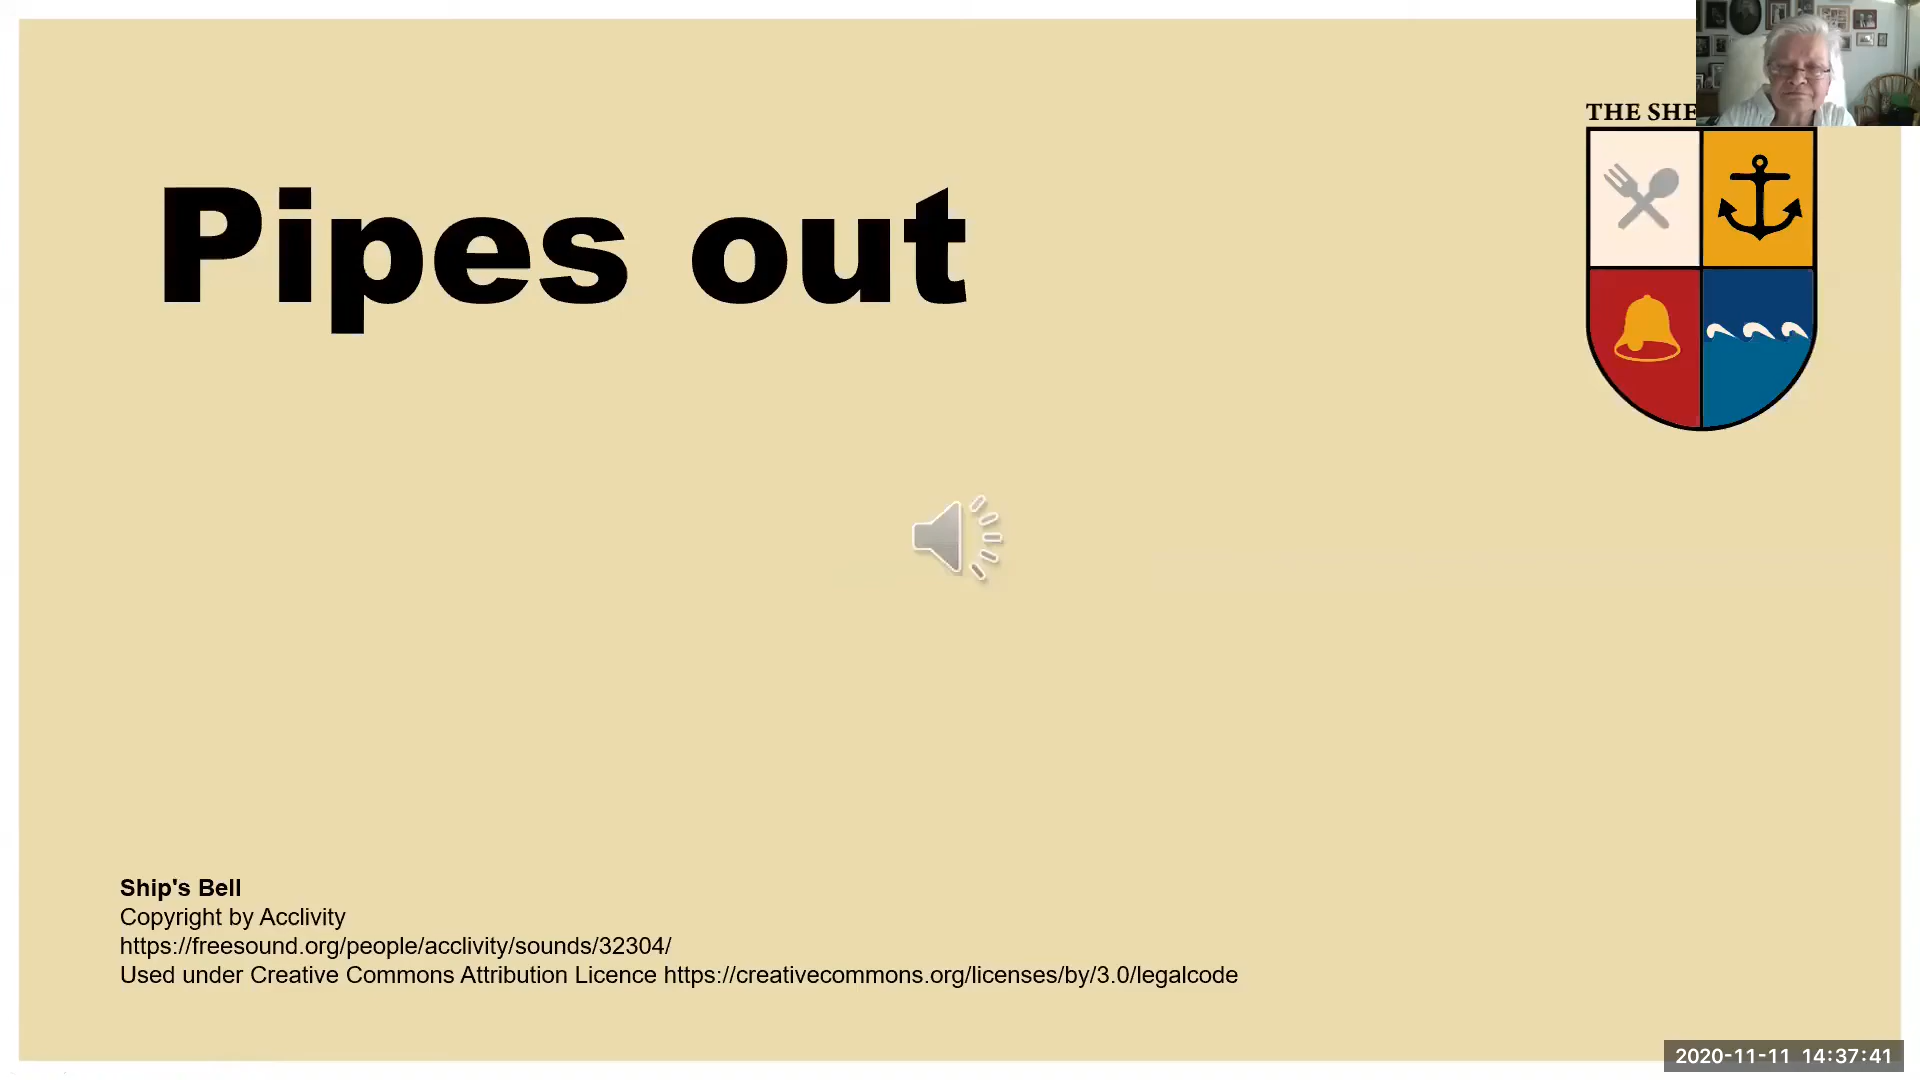 THE SHE
Pipes out
Ship's Bell
Copyright by Acclivity
https://freesound.org/people/acclivity/sounds/32304/
Used under Creative Commons Attribution Licence https://creativecommons.org/licenses/by/3.0/legalcode
2020-11-11 14:37:41